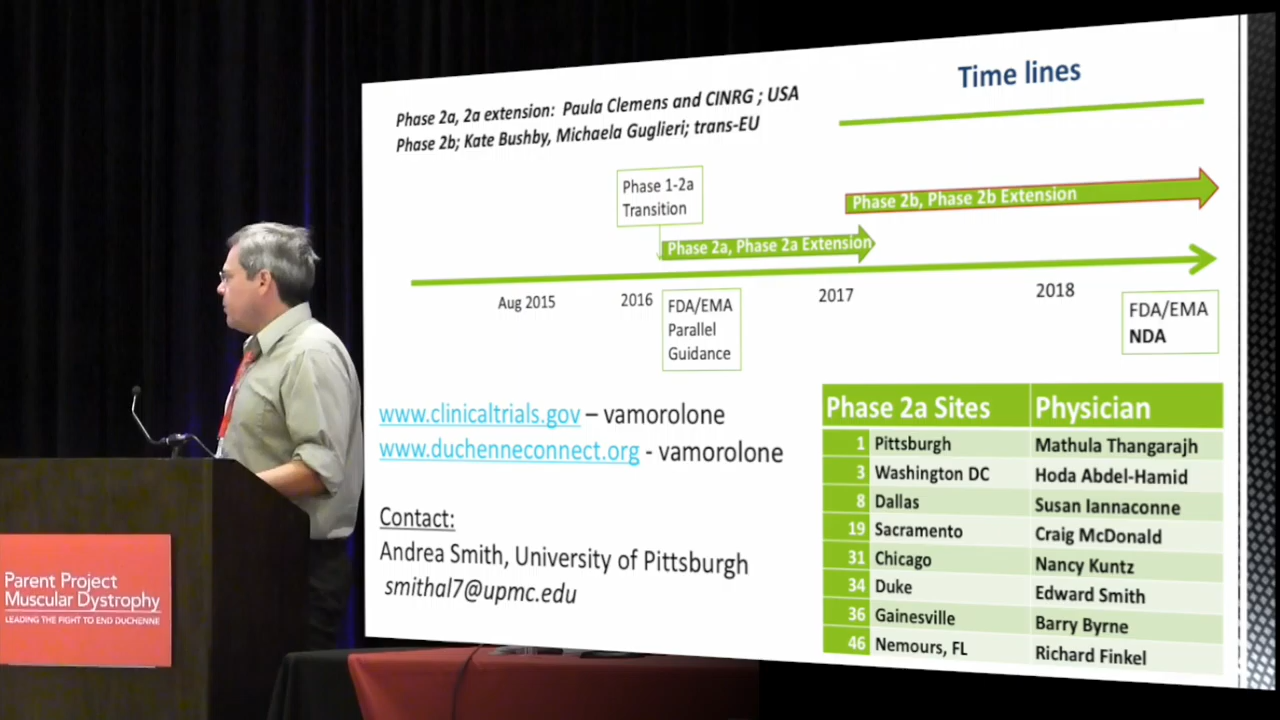 Time lines
Phase 2a, 2a extension: Paula Clemens and CINRG ; USA
Phase 2b; Kate Bushby, Michaela Guglieri; trans-EU
Phase 1-2a
Transition
Phase 2b, Phase 2b Extension
Phase 2a, Phase 2a Extension
Aug 2015
2016
2017
2018
FDA/EMA
Parallel
Guidance
FDA/EMA
NDA
www.clinicaltrials.gov – vamorolone
www.duchenneconnect.org - vamorolone
Contact:
Andrea Smith, University of Pittsburgh
smithal7@upmc.edu
Phase 2a Sites Physician
1 Pittsburgh Mathula Thangarajh
3 Washington DC Hoda Abdel-Hamid
8 Dallas Susan Iannaconne
19 Sacramento Craig McDonald
31 Chicago Nancy Kuntz
34 Duke Edward Smith
36 Gainesville Barry Byrne
46 Nemours, FL Richard Finkel
Parent Project
Muscular Dystrophy
LEADING THE FIGHT TO END DUCHENNE